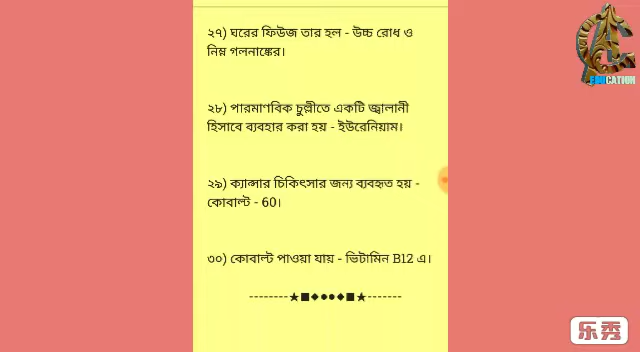 ২৭) ঘরের ফিউজ তার হল - উচ্চ রোধ ও
নিম্ন গলনাঙ্কের।
২৮) পারমাণবিক চুল্লীতে একটি জ্বালানী
হিসাবে ব্যবহার করা হয় - ইউরেনিয়াম।
২৯) ক্যান্সার চিকিৎসার জন্য ব্যবহৃত হয় -
কোবাল্ট - 60।
৩০) কোবাল্ট পাওয়া যায় - ভিটামিন B12 এ।
--------★■◆●●◆■★-------
EDUCATION
乐秀